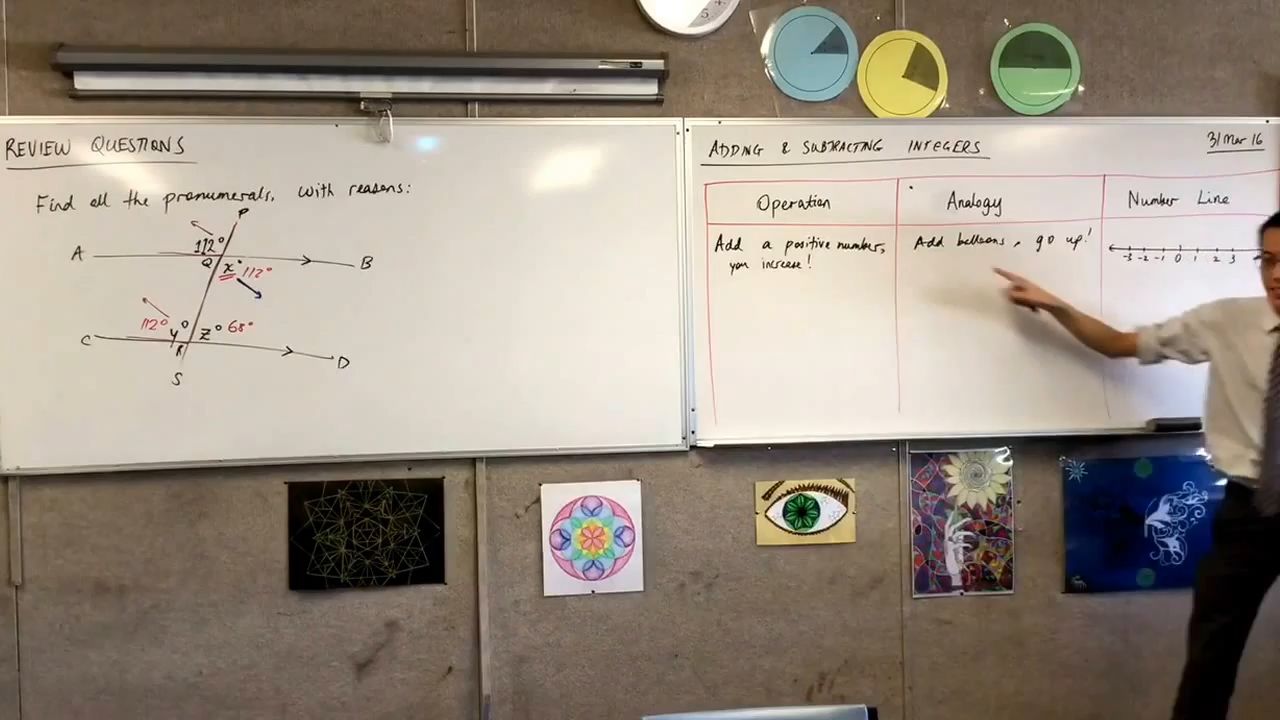 REVIEW QUESTIONS
Find all the pronumerals, with reasons:
P
112°
A
Q
x°
112°
B
112°
y°
z°
68°
C
R
D
S
ADDING & SUBTRACTING INTEGERS
31 Mar 16
Operation
Analogy
Number Line
Add a positive number,
you increase!
Add balloons, go up!
-3 -2 -1 0 1 2 3